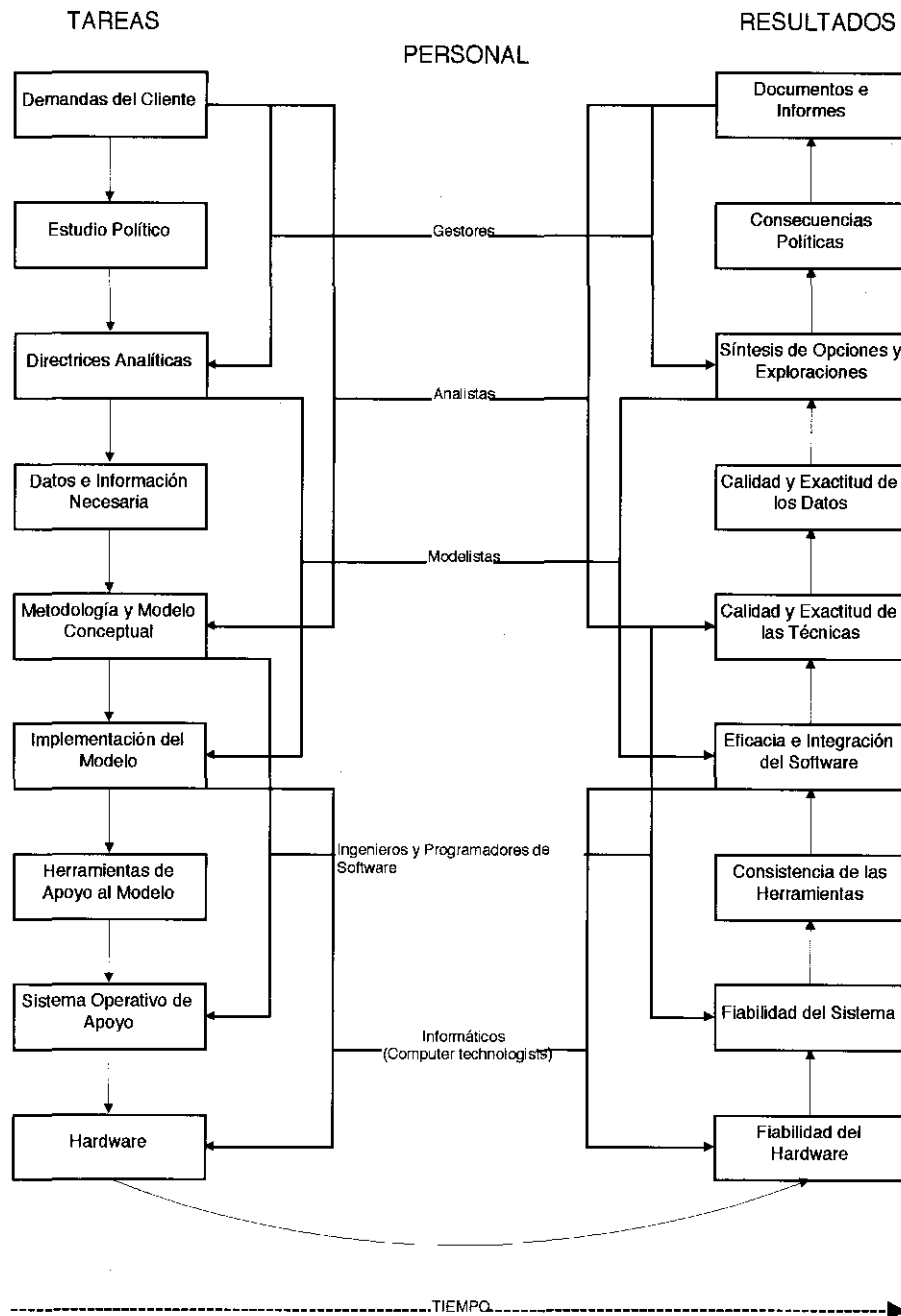 TAREAS
PERSONAL
RESULTADOS
Demandas del Cliente
Documentos e
Informes
Estudio Político
Gestores
Consecuencias
Políticas
Directrices Analíticas
Síntesis de Opciones y
Exploraciones
Analistas
Datos e Información
Necesaria
Calidad y Exactitud de
los Datos
Modelistas
Metodología y Modelo
Conceptual
Calidad y Exactitud de
las Técnicas
Implementación del
Modelo
Eficacia e Integración
del Software
Ingenieros y Programadores de
Software
Herramientas de
Apoyo al Modelo
Consistencia de las
Herramientas
Sistema Operativo de
Apoyo
Fiabilidad del Sistema
Informáticos
(Computer technologists)
Hardware
Fiabilidad del
Hardware
TIEMPO